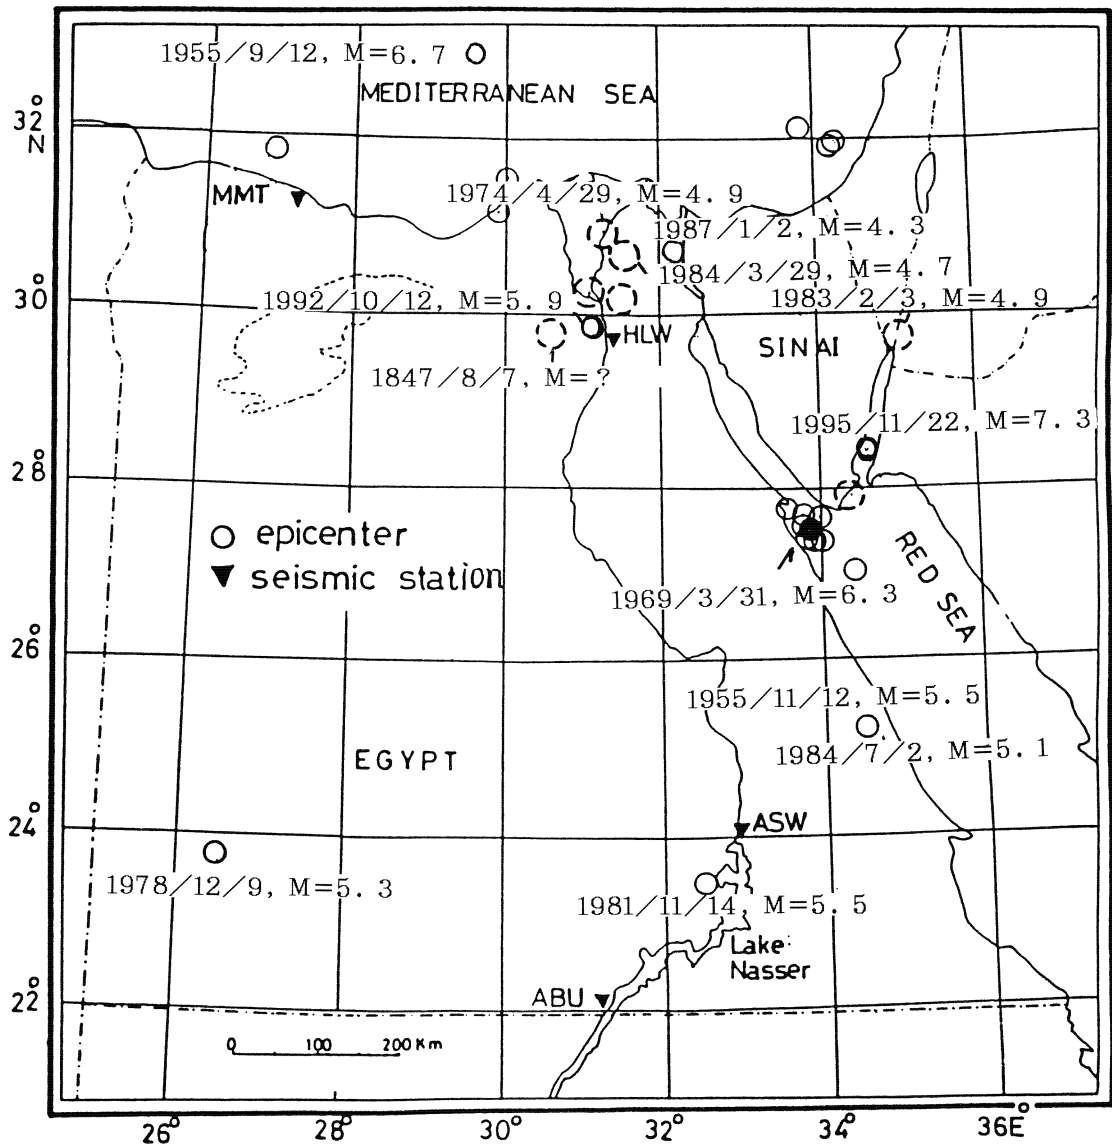 1955/9/12, M=6.7
MEDITERRANEAN SEA
32°
N
MMT
1974/4/29, M=4.9
1987/1/2, M=4.3
1984/3/29, M=4.7
30°
1992/10/12, M=5.9
1983/2/3, M=4.9
HLW
SINAI
1847/8/7, M=?
1995/11/22, M=7.3
28°
epicenter
seismic station
RED SEA
1969/3/31, M=6.3
26°
1955/11/12, M=5.5
1984/7/2, M=5.1
EGYPT
24°
ASW
1978/12/9, M=5.3
1981/11/14, M=5.5
Lake
Nasser
22°
ABU
0 100 200 Km
26° 28° 30° 32° 34° 36E°